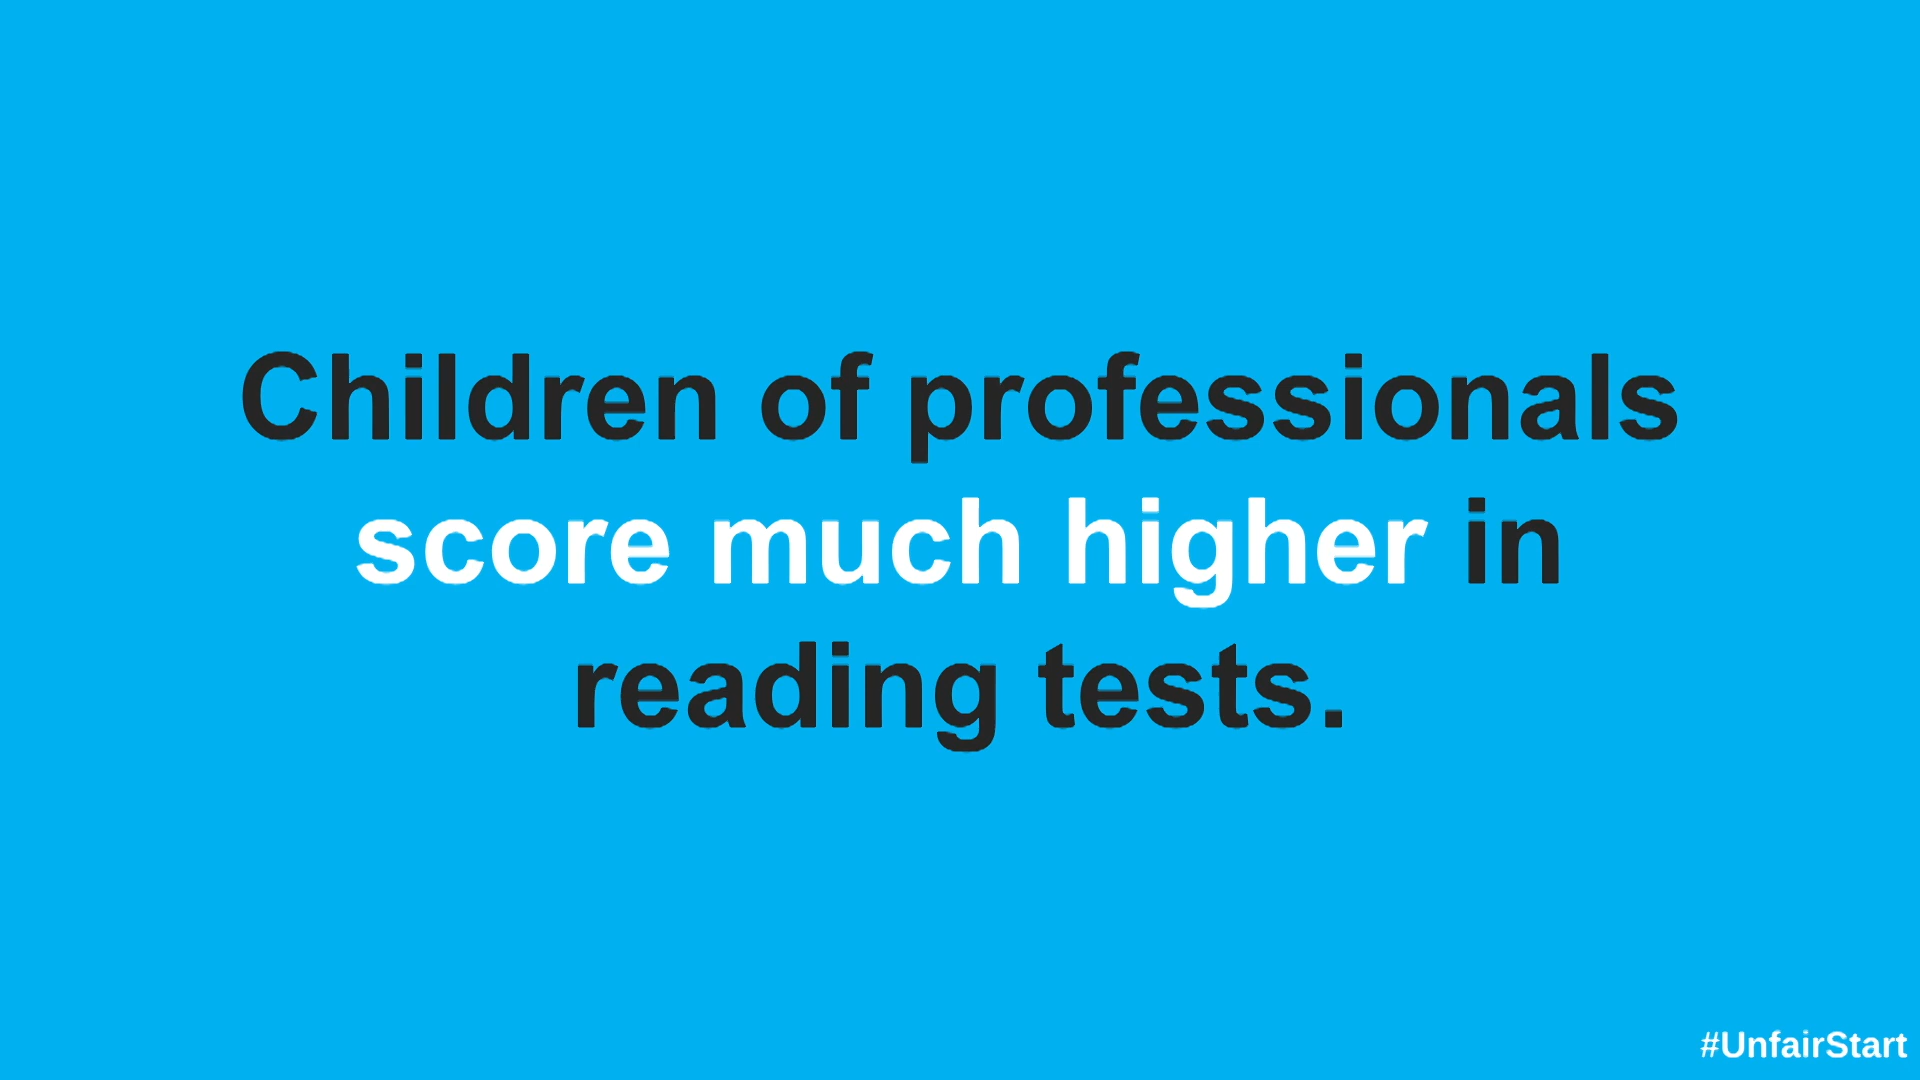 Children of professionals
score much higher in
reading tests.
#UnfairStart